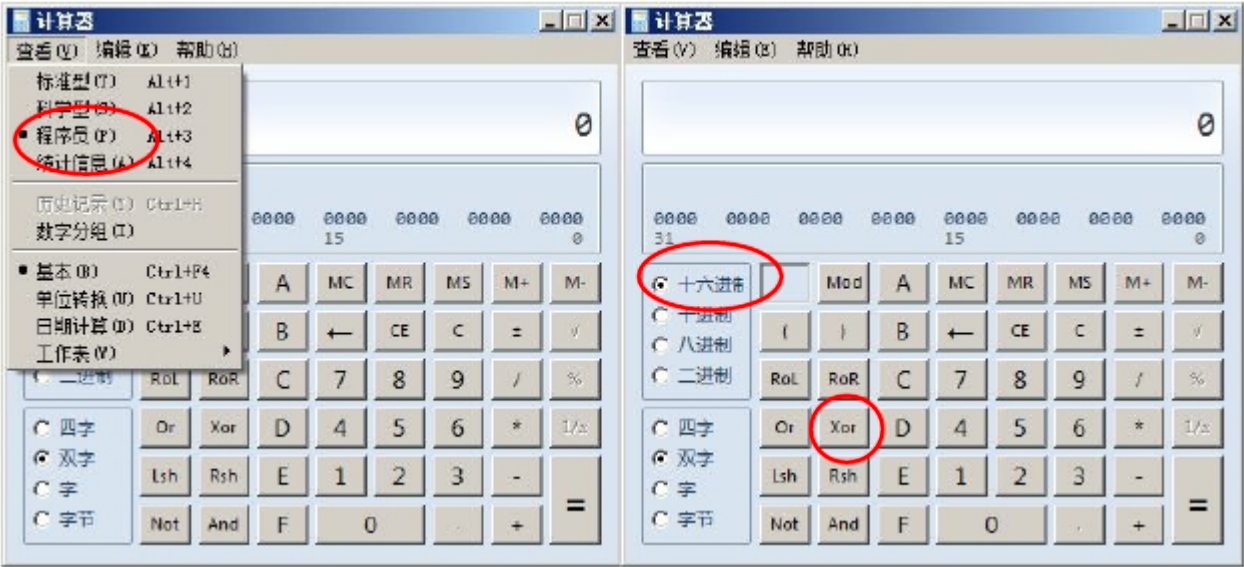 计算器
查看(V) 编辑(E) 帮助(H)
标准型(T) Alt+1
科学型(S) Alt+2
程序员(P) Alt+3
统计信息(A) Alt+4
历史记录(Y) Ctrl+H
数字分组(I)
基本(B) Ctrl+F4
单位转换(U) Ctrl+U
日期计算(D) Ctrl+E
工作表(W)
0
0000 0000 0000 0000 0000
15 0
A MC MR MS M+ M-
B ← CE C ± √
二进制 RoL RoR C 7 8 9 / %
四字 Or Xor D 4 5 6 * 1/x
双字
字 Lsh Rsh E 1 2 3 - =
字节 Not And F 0 . +
计算器
查看(V) 编辑(E) 帮助(H)
0
0000 0000 0000 0000 0000 0000 0000 0000
31 15 0
十六进制 Mod A MC MR MS M+ M-
十进制
八进制 ( ) B ← CE C ± √
二进制 RoL RoR C 7 8 9 / %
四字 Or Xor D 4 5 6 * 1/x
双字
字 Lsh Rsh E 1 2 3 - =
字节 Not And F 0 . +